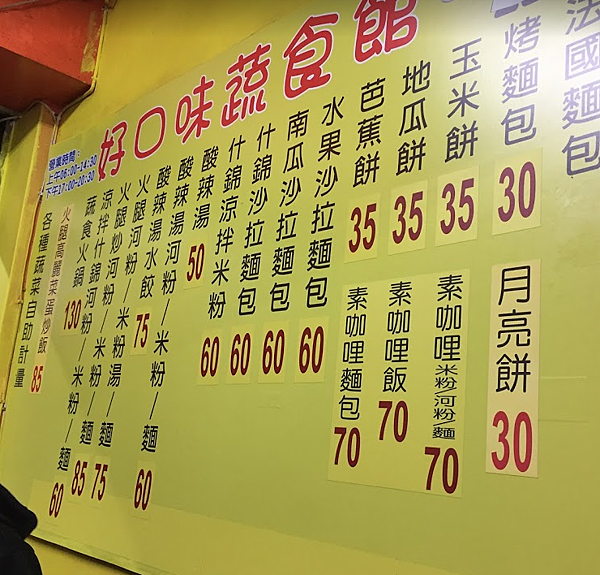 好口味蔬食館
營業時間:
上午06:00-14:30
下午17:00-20:30
法國麵包
烤麵包 30
玉米餅 35
地瓜餅 35
芭蕉餅 35
水果沙拉麵包 60
南瓜沙拉麵包 60
什錦沙拉麵包 60
什錦涼拌米粉 60
酸辣湯 50
酸辣湯河粉/米粉/麵 60
酸辣湯水餃 75
火腿河粉/米粉湯/麵 75
火腿炒河粉/米粉/麵 85
涼拌什錦河粉/米粉/麵 60
蔬食火鍋 130
火腿高麗菜蛋炒飯 85
各種蔬菜自助計量
月亮餅 30
素咖哩米粉/河粉/麵 70
素咖哩飯 70
素咖哩麵包 70